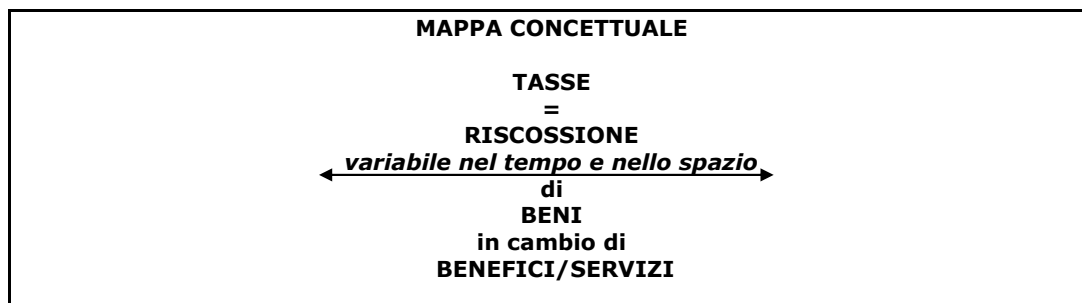 MAPPA CONCETTUALE
TASSE
=
RISCOSSIONE
variabile nel tempo e nello spazio
di
BENI
in cambio di
BENEFICI/SERVIZI